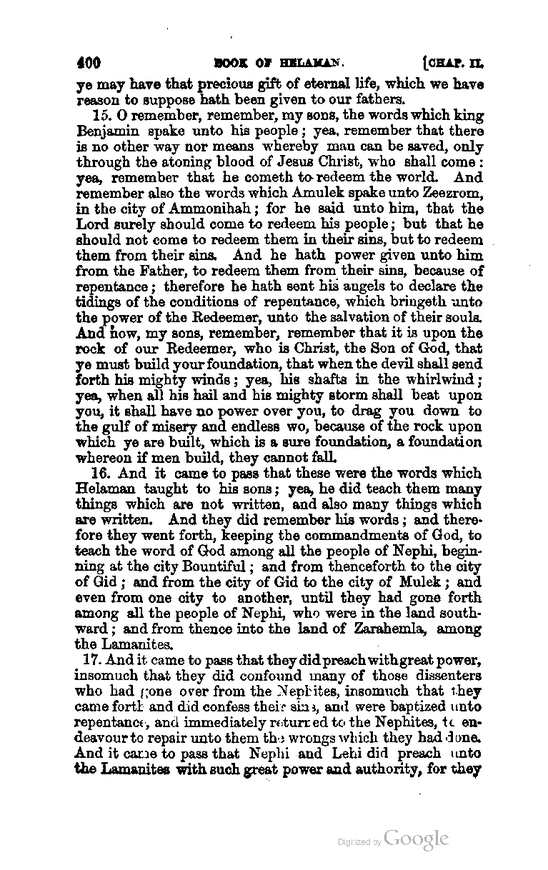 400 BOOK OF HELAMAN. [CHAP. II.
ye may have that precious gift of eternal life, which we have
reason to suppose hath been given to our fathers.
15. O remember, remember, my sons, the words which king
Benjamin spake unto his people; yea, remember that there
is no other way nor means whereby man can be saved, only
through the atoning blood of Jesus Christ, who shall come:
yea, remember that he cometh to redeem the world. And
remember also the words which Amulek spake unto Zeezrom,
in the city of Ammonihah; for he said unto him, that the
Lord surely should come to redeem his people; but that he
should not come to redeem them in their sins, but to redeem
them from their sins. And he hath power given unto him
from the Father, to redeem them from their sins, because of
repentance; therefore he hath sent his angels to declare the
tidings of the conditions of repentance, which bringeth unto
the power of the Redeemer, unto the salvation of their souls.
And now, my sons, remember, remember that it is upon the
rock of our Redeemer, who is Christ, the Son of God, that
ye must build your foundation, that when the devil shall send
forth his mighty winds; yea, his shafts in the whirlwind;
yea, when all his hail and his mighty storm shall beat upon
you, it shall have no power over you, to drag you down to
the gulf of misery and endless wo, because of the rock upon
which ye are built, which is a sure foundation, a foundation
whereon if men build, they cannot fall.
16. And it came to pass that these were the words which
Helaman taught to his sons; yea, he did teach them many
things which are not written, and also many things which
are written. And they did remember his words; and there-
fore they went forth, keeping the commandments of God, to
teach the word of God among all the people of Nephi, begin-
ning at the city Bountiful; and from thenceforth to the city
of Gid; and from the city of Gid to the city of Mulek; and
even from one city to another, until they had gone forth
among all the people of Nephi, who were in the land south-
ward; and from thence into the land of Zarahemla, among
the Lamanites.
17. And it came to pass that they did preach with great power,
insomuch that they did confound many of those dissenters
who had gone over from the Nephites, insomuch that they
came forth and did confess their sins, and were baptized unto
repentance, and immediately returned to the Nephites, to en-
deavour to repair unto them the wrongs which they had done.
And it came to pass that Nephi and Lehi did preach unto
the Lamanites with such great power and authority, for they
Digitized by Google